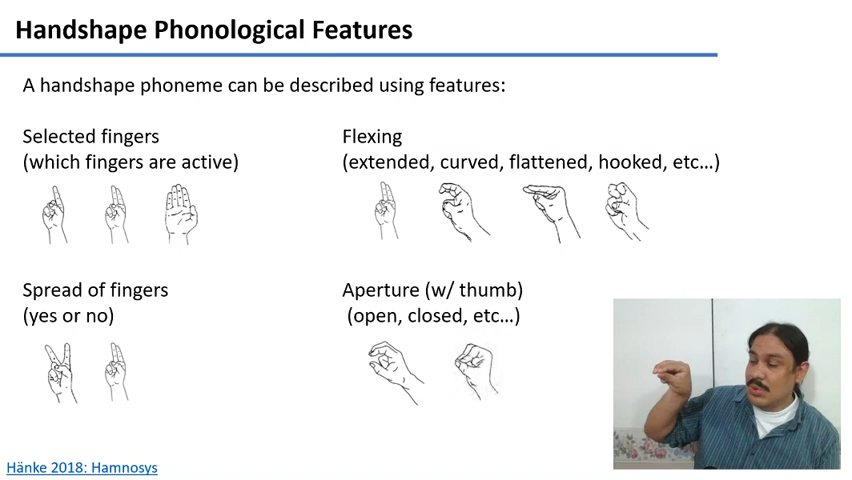 Handshape Phonological Features
A handshape phoneme can be described using features:
Selected fingers
(which fingers are active)
Flexing
(extended, curved, flattened, hooked, etc…)
Spread of fingers
(yes or no)
Aperture (w/ thumb)
(open, closed, etc…)
Hänke 2018: Hamnosys